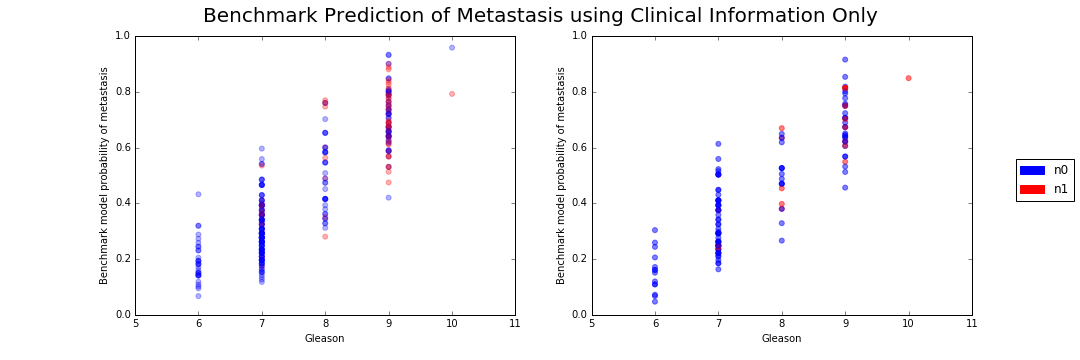 Benchmark Prediction of Metastasis using Clinical Information Only
Benchmark model probability of metastasis
1.0
0.8
0.6
0.4
0.2
0.0
5 6 7 8 9 10 11
Gleason
Benchmark model probability of metastasis
1.0
0.8
0.6
0.4
0.2
0.0
5 6 7 8 9 10 11
Gleason
n0
n1